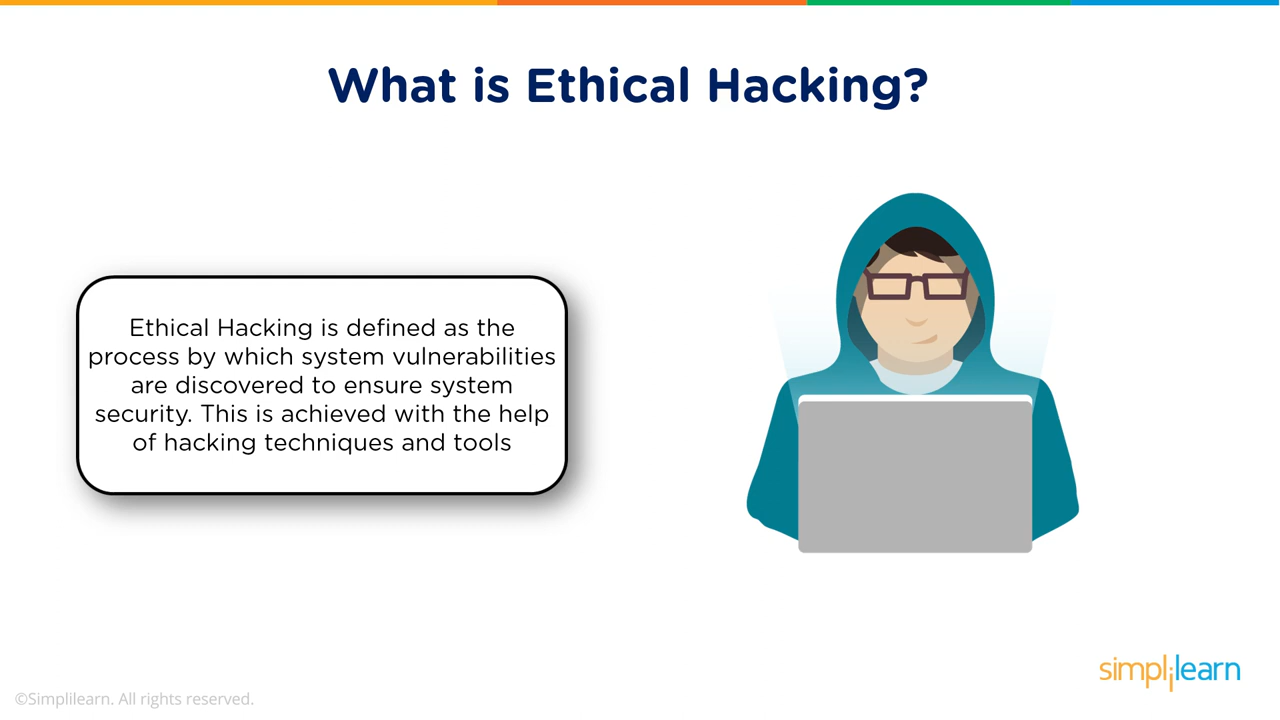 What is Ethical Hacking?
Ethical Hacking is defined as the
process by which system vulnerabilities
are discovered to ensure system
security. This is achieved with the help
of hacking techniques and tools
simplilearn
©Simplilearn. All rights reserved.